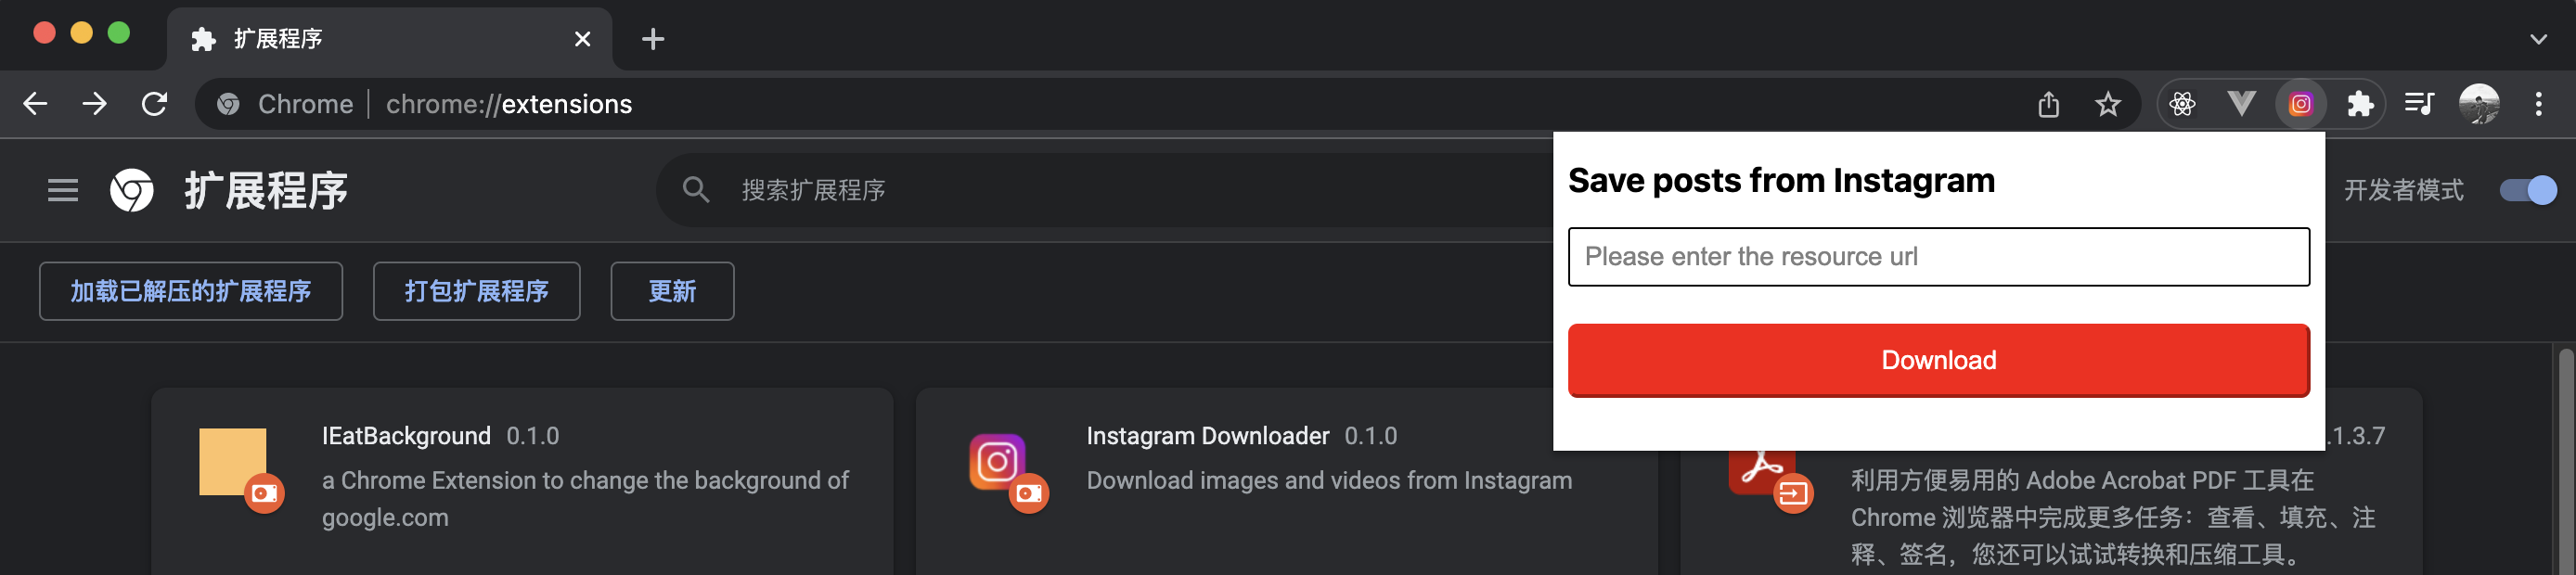 扩展程序
Chrome
chrome://extensions
扩展程序
搜索扩展程序
开发者模式
Save posts from Instagram
Please enter the resource url
Download
加载已解压的扩展程序
打包扩展程序
更新
IEatBackground 0.1.0
a Chrome Extension to change the background of
google.com
Instagram Downloader 0.1.0
Download images and videos from Instagram
.1.3.7
利用方便易用的 Adobe Acrobat PDF 工具在
Chrome 浏览器中完成更多任务：查看、填充、注
释、签名，您还可以试试转换和压缩工具。